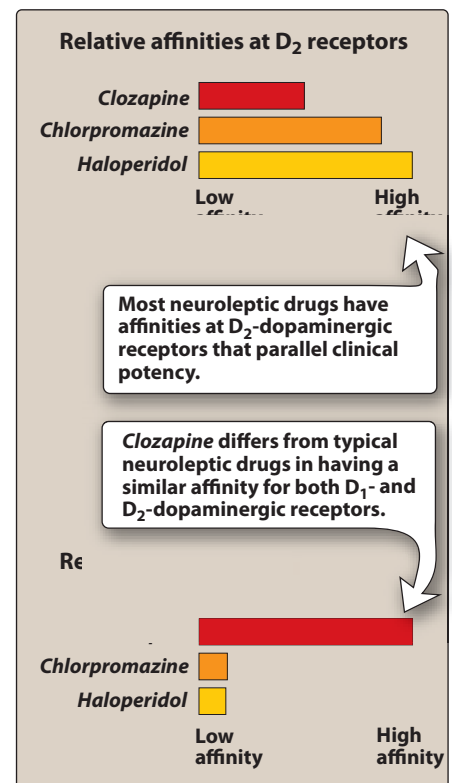 Relative affinities at D₂ receptors
Clozapine
Chlorpromazine
Haloperidol
Low High
affinity affinity
Most neuroleptic drugs have
affinities at D₂-dopaminergic
receptors that parallel clinical
potency.
Clozapine differs from typical
neuroleptic drugs in having a
similar affinity for both D₁- and
D₂-dopaminergic receptors.
Chlorpromazine
Haloperidol
Low High
affinity affinity